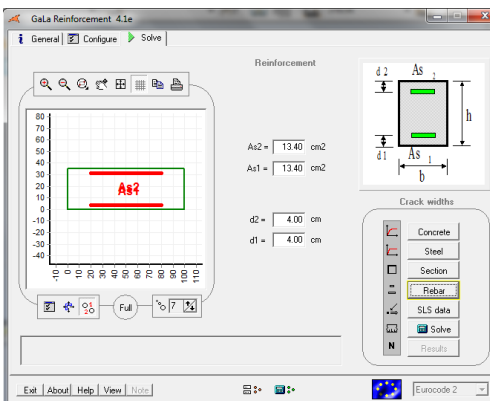 GaLa Reinforcement 4.1e
General Configure Solve
Reinforcement
As2 = 13.40 cm2
As1 = 13.40 cm2
d2 = 4.00 cm
d1 = 4.00 cm
80
70
60
50
40
30
20
10
0
-10
-20
-30
-40
As2
As1
-10 0 10 20 30 40 50 60 70 80 90 100 110
Full
7
d 2 As 2
h
d 1 As 1
b
Crack widths
Concrete
Steel
Section
Rebar
SLS data
Solve
N Results
Exit About Help View Note
Eurocode 2